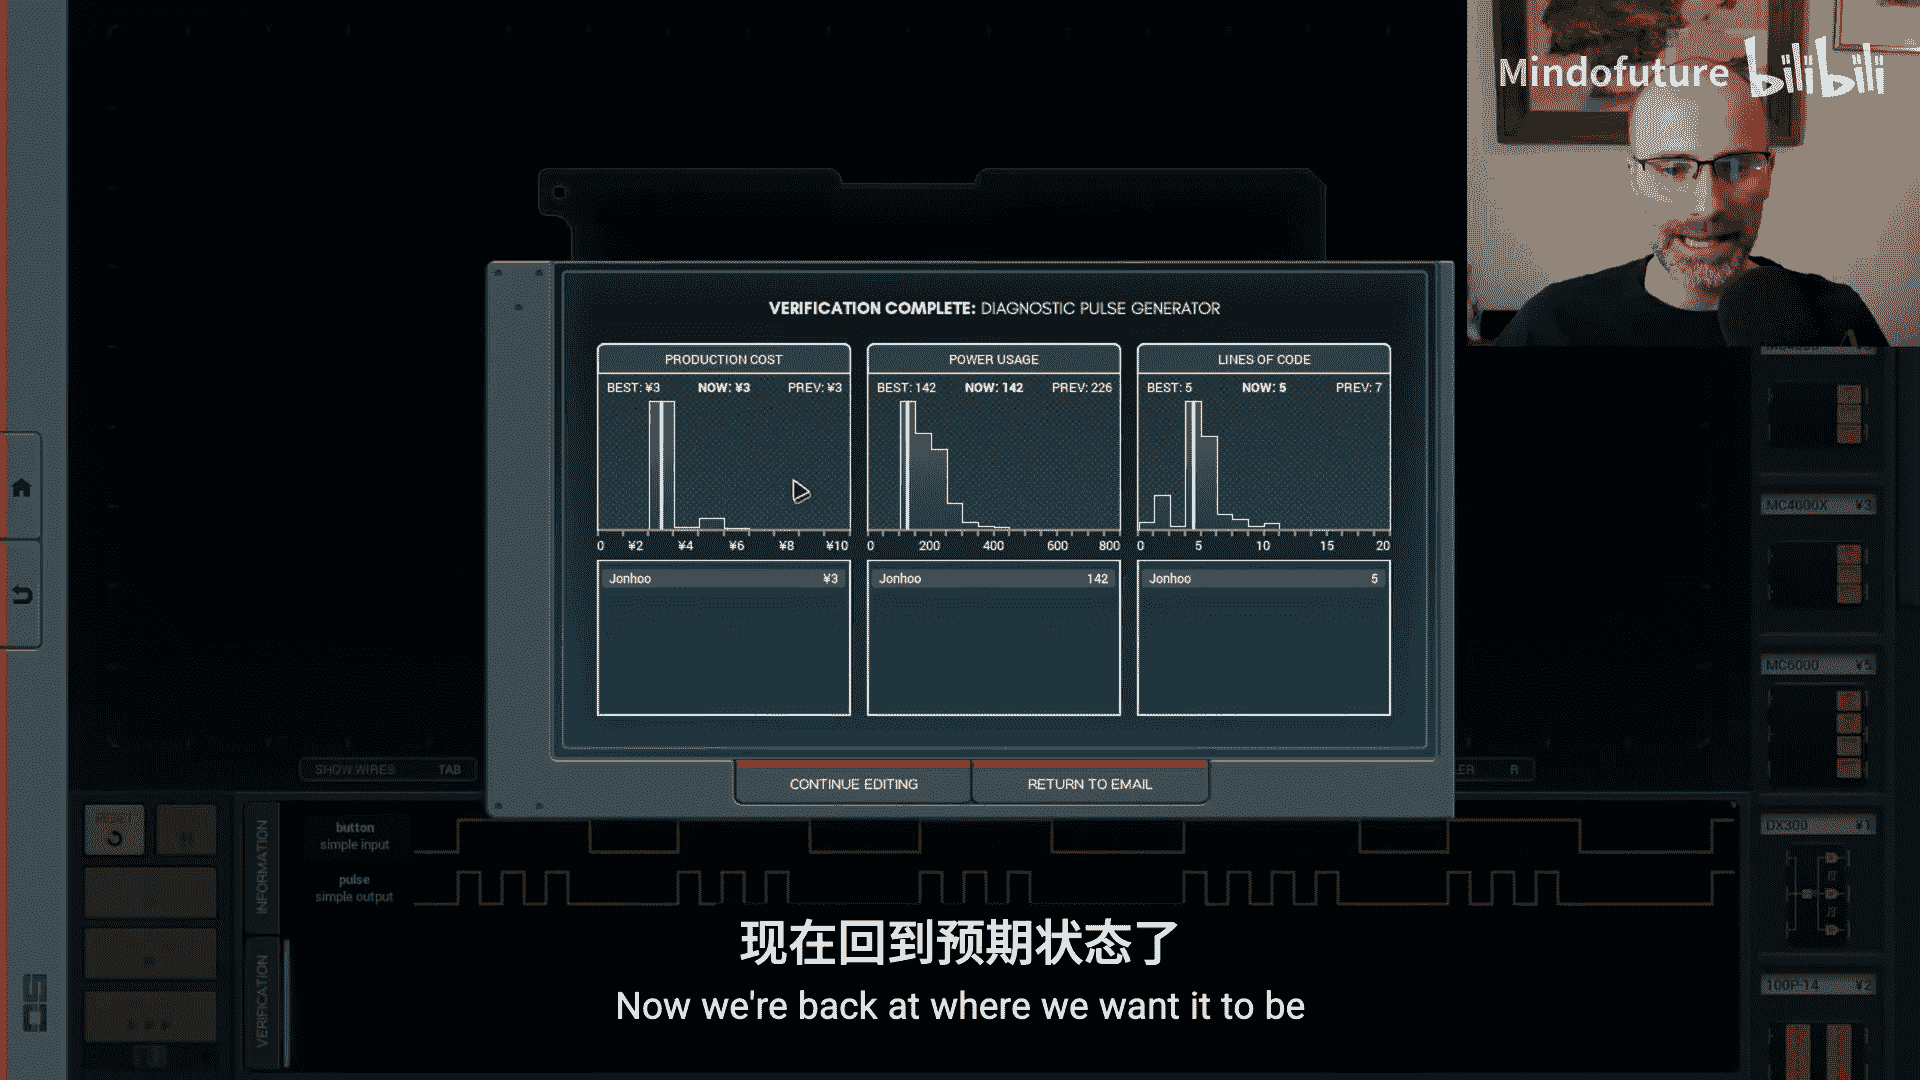 Mindofuture bilibili
VERIFICATION COMPLETE: DIAGNOSTIC PULSE GENERATOR
PRODUCTION COST
BEST: ¥3 NOW: ¥3 PREV: ¥3
0 ¥2 ¥4 ¥6 ¥8 ¥10
Jonhoo ¥3
POWER USAGE
BEST: 142 NOW: 142 PREV: 226
0 200 400 600 800
Jonhoo 142
LINES OF CODE
BEST: 5 NOW: 5 PREV: 7
0 5 10 15 20
Jonhoo 5
MC4000X ¥3
MC6000 ¥5
DX300 ¥1
100P-14 ¥2
SHOW WIRES TAB
R
CONTINUE EDITING
RETURN TO EMAIL
RESET
INFORMATION
VERIFICATION
button
simple input
pulse
simple output
现在回到预期状态了
Now we're back at where we want it to be